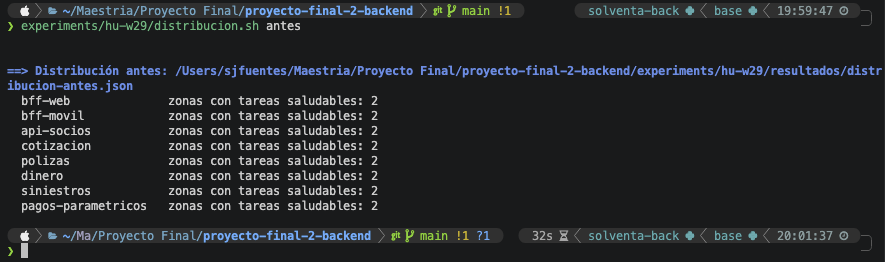 ~/Maestria/Proyecto Final/proyecto-final-2-backend git main !1 solventa-back base 19:59:47
❯ experiments/hu-w29/distribucion.sh antes
==> Distribución antes: /Users/sjfuentes/Maestria/Proyecto Final/proyecto-final-2-backend/experiments/hu-w29/resultados/distr
ibucion-antes.json
bff-web zonas con tareas saludables: 2
bff-movil zonas con tareas saludables: 2
api-socios zonas con tareas saludables: 2
cotizacion zonas con tareas saludables: 2
polizas zonas con tareas saludables: 2
dinero zonas con tareas saludables: 2
siniestros zonas con tareas saludables: 2
pagos-parametricos zonas con tareas saludables: 2
~/Ma/Proyecto Final/proyecto-final-2-backend git main !1 ?1 32s solventa-back base 20:01:37
❯